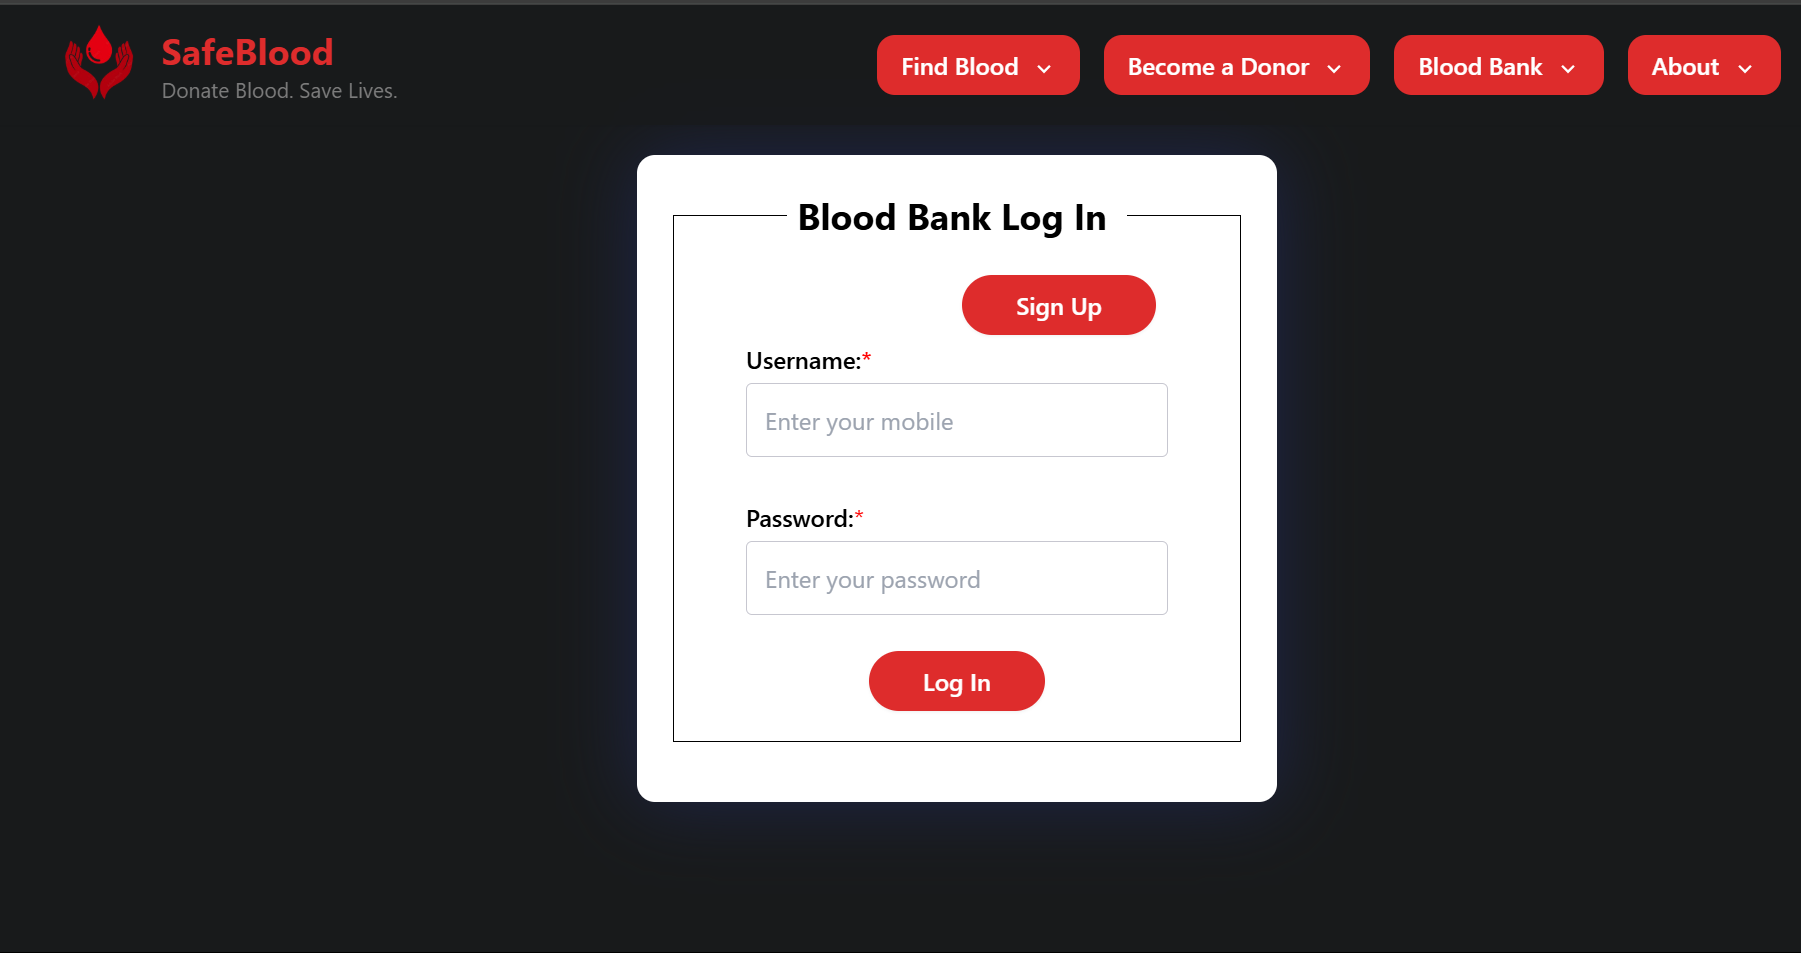 SafeBlood
Donate Blood. Save Lives.
Find Blood
Become a Donor
Blood Bank
About
Blood Bank Log In
Sign Up
Username:*
Enter your mobile
Password:*
Enter your password
Log In